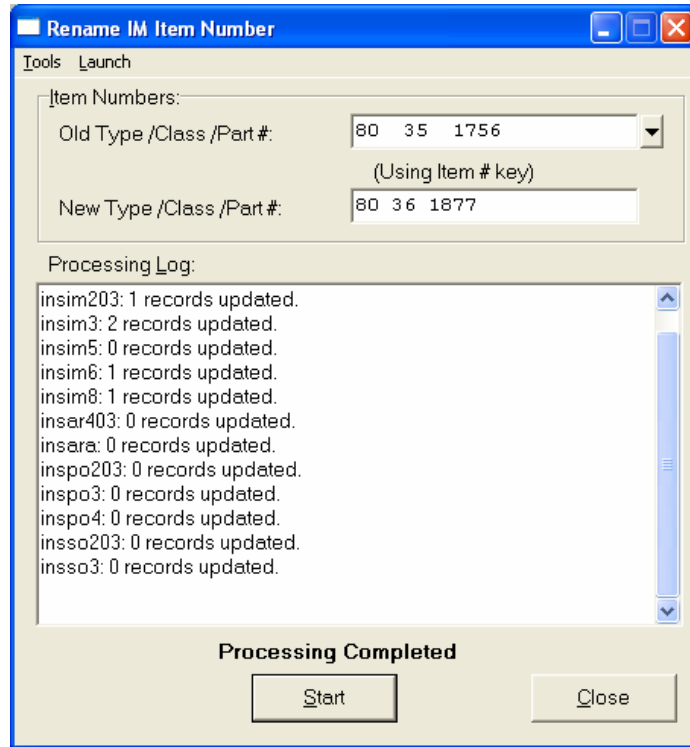 Rename IM Item Number
Tools Launch
Item Numbers:
Old Type /Class /Part #: 80 35 1756
(Using Item # key)
New Type /Class /Part #: 80 36 1877
Processing Log:
insim203: 1 records updated.
insim3: 2 records updated.
insim5: 0 records updated.
insim6: 1 records updated.
insim8: 1 records updated.
insar403: 0 records updated.
insara: 0 records updated.
inspo203: 0 records updated.
inspo3: 0 records updated.
inspo4: 0 records updated.
insso203: 0 records updated.
insso3: 0 records updated.
Processing Completed
Start Close